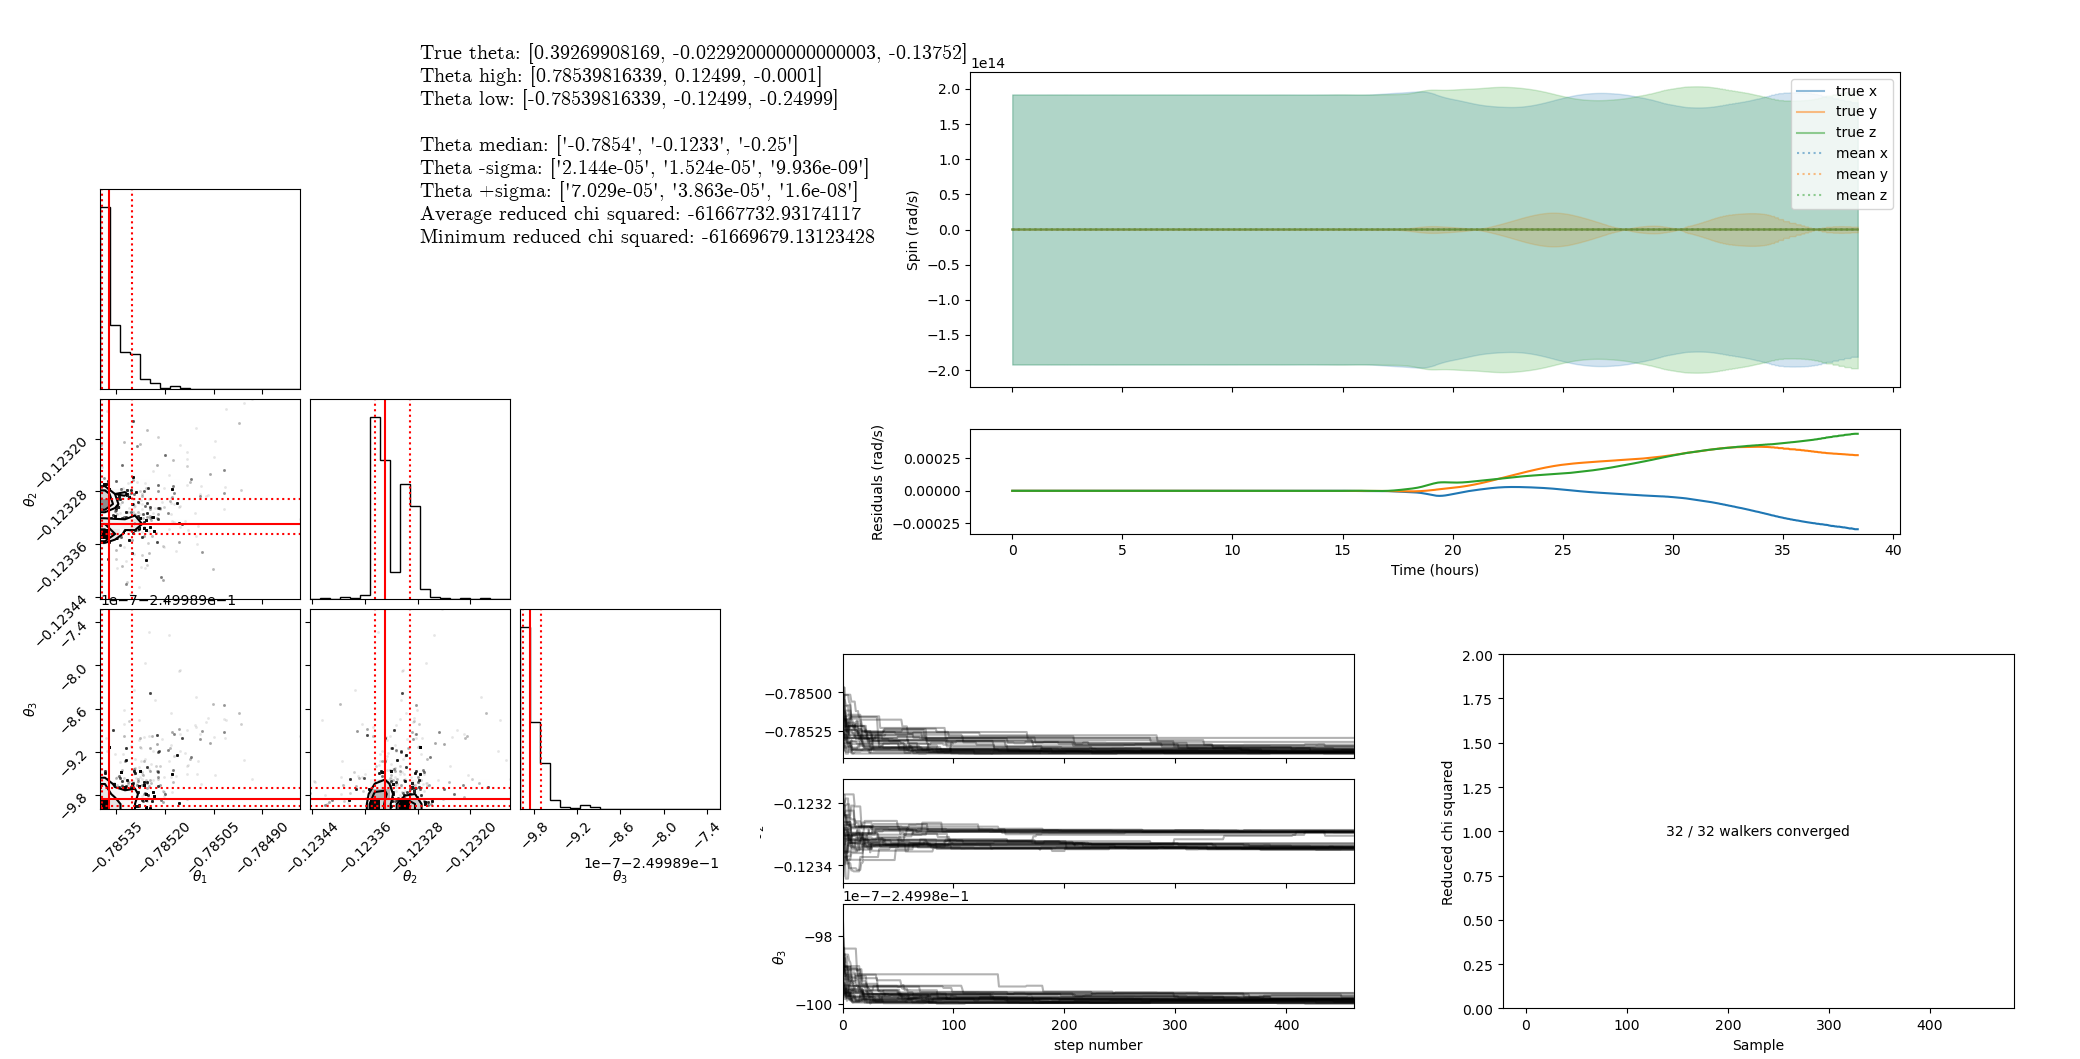 True theta: [0.39269908169, -0.022920000000000003, -0.13752]
Theta high: [0.78539816339, 0.12499, -0.0001]
Theta low: [-0.78539816339, -0.12499, -0.24999]
Theta median: ['-0.7854', '-0.1233', '-0.25']
Theta -sigma: ['2.144e-05', '1.524e-05', '9.936e-09']
Theta +sigma: ['7.029e-05', '3.863e-05', '1.6e-08']
Average reduced chi squared: -61667732.93174117
Minimum reduced chi squared: -61669679.13123428
1e14
2.0
1.5
1.0
0.5
0.0
−0.5
−1.0
−1.5
−2.0
Spin (rad/s)
true x
true y
true z
mean x
mean y
mean z
0.00025
0.00000
−0.00025
Residuals (rad/s)
0
5
10
15
20
25
30
35
40
Time (hours)
θ2
−0.12320
−0.12328
−0.12336
−0.12344
1e−7−2.49989e−1
θ3
−7.4
−8.0
−8.6
−9.2
−9.8
−0.78535
−0.78520
−0.78505
−0.78490
θ1
−0.12344
−0.12336
−0.12328
−0.12320
θ2
−9.8
−9.2
−8.6
−8.0
−7.4
1e−7−2.49989e−1
θ3
−0.78500
−0.78525
−0.1232
−0.1234
1e−7−2.4998e−1
−98
−100
θ3
0
100
200
300
400
step number
2.00
1.75
1.50
1.25
1.00
0.75
0.50
0.25
0.00
Reduced chi squared
32 / 32 walkers converged
0
100
200
300
400
Sample